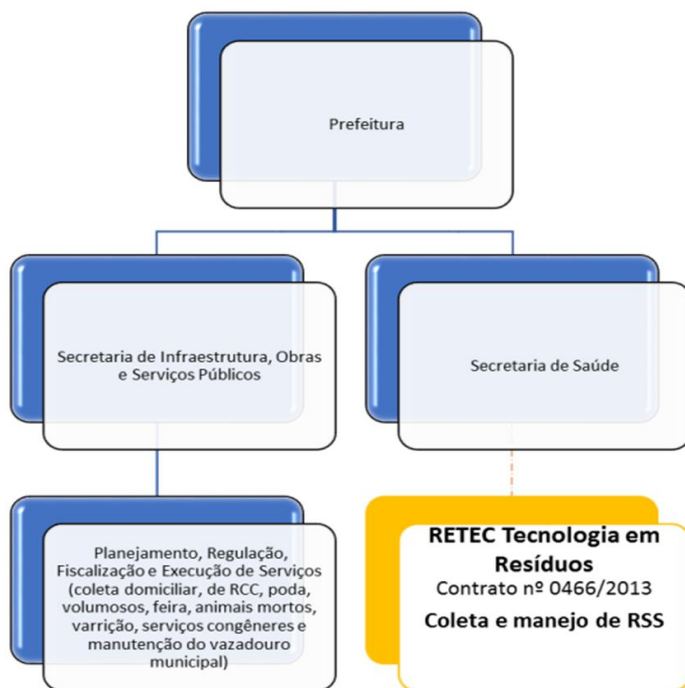 Prefeitura
Secretaria de Infraestrutura, Obras
e Serviços Públicos
Secretaria de Saúde
Planejamento, Regulação,
Fiscalização e Execução de Serviços
(coleta domiciliar, de RCC, poda,
volumosos, feira, animais mortos,
varrição, serviços congêneres e
manutenção do vazadouro
municipal)
RETEC Tecnologia em
Resíduos
Contrato nº 0466/2013
Coleta e manejo de RSS